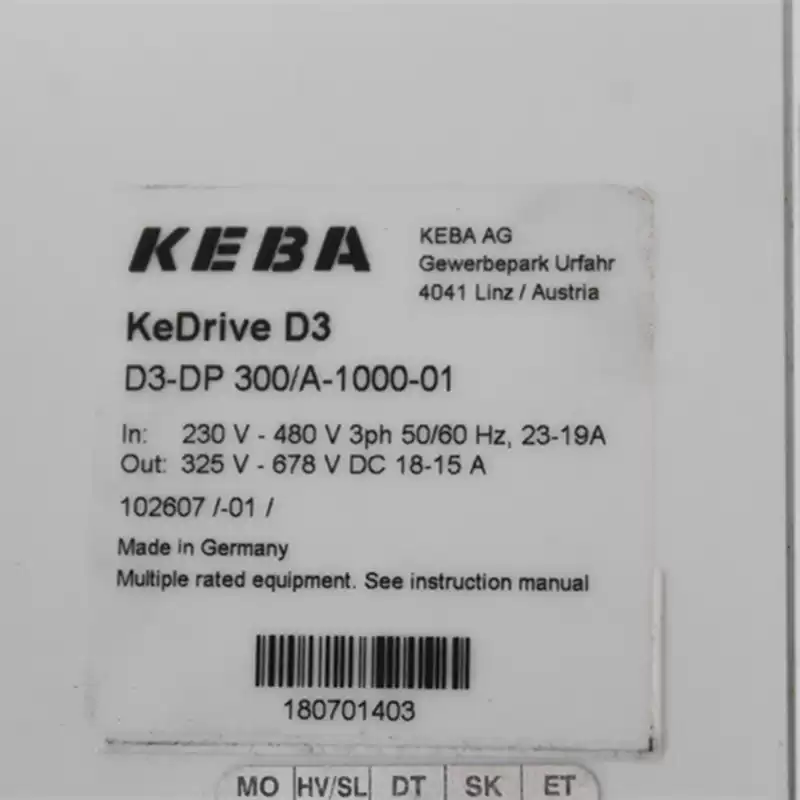 KEBA
KEBA AG
Gewerbepark Urfahr
4041 Linz / Austria
KeDrive D3
D3-DP 300/A-1000-01
In: 230 V - 480 V 3ph 50/60 Hz, 23-19A
Out: 325 V - 678 V DC 18-15 A
102607 /-01 /
Made in Germany
Multiple rated equipment. See instruction manual
180701403
MO HV/SL DT SK ET